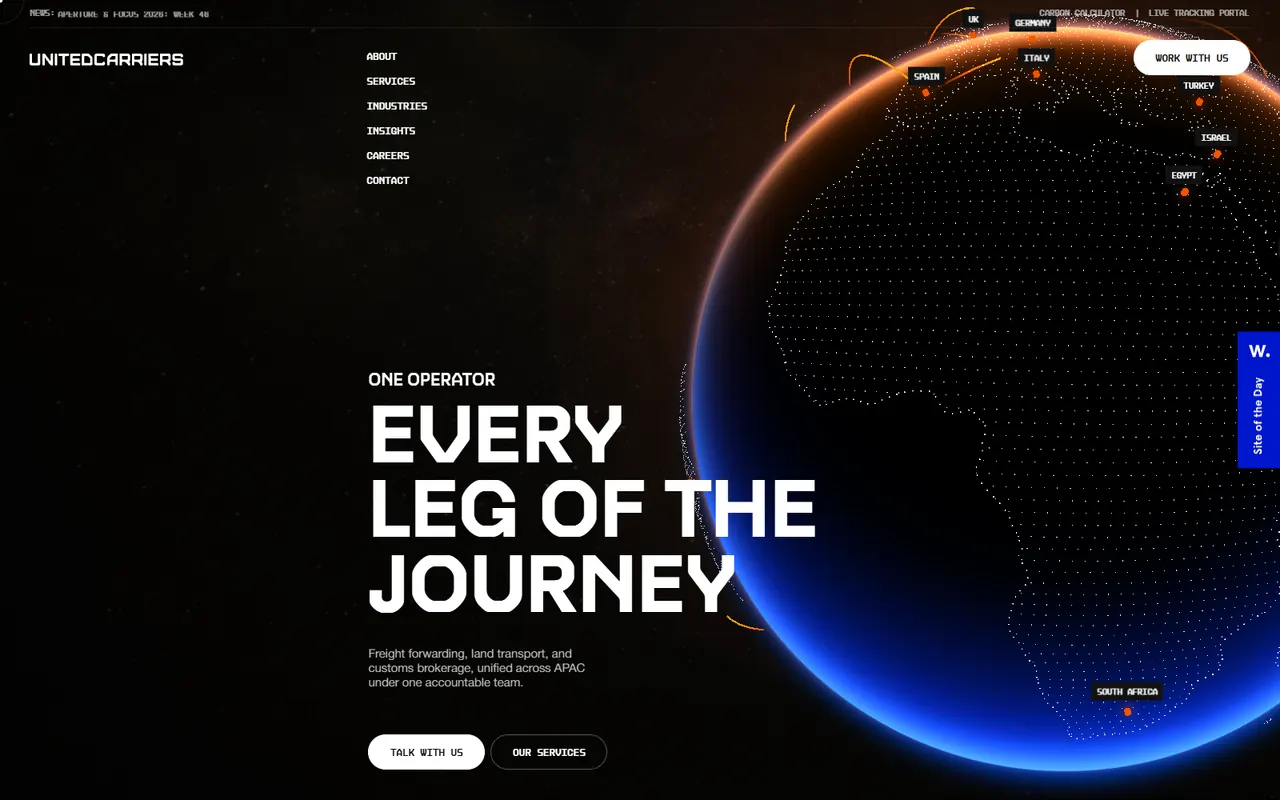 NEWS: APERTURE & FOCUS 2026: WEEK 46
CARBON CALCULATOR | LIVE TRACKING PORTAL
UNITEDCARRIERS
ABOUT
SERVICES
INDUSTRIES
INSIGHTS
CAREERS
CONTACT
WORK WITH US
UK
GERMANY
ITALY
SPAIN
TURKEY
ISRAEL
EGYPT
SOUTH AFRICA
W.
Site of the Day
ONE OPERATOR
EVERY
LEG OF THE
JOURNEY
Freight forwarding, land transport, and
customs brokerage, unified across APAC
under one accountable team.
TALK WITH US
OUR SERVICES